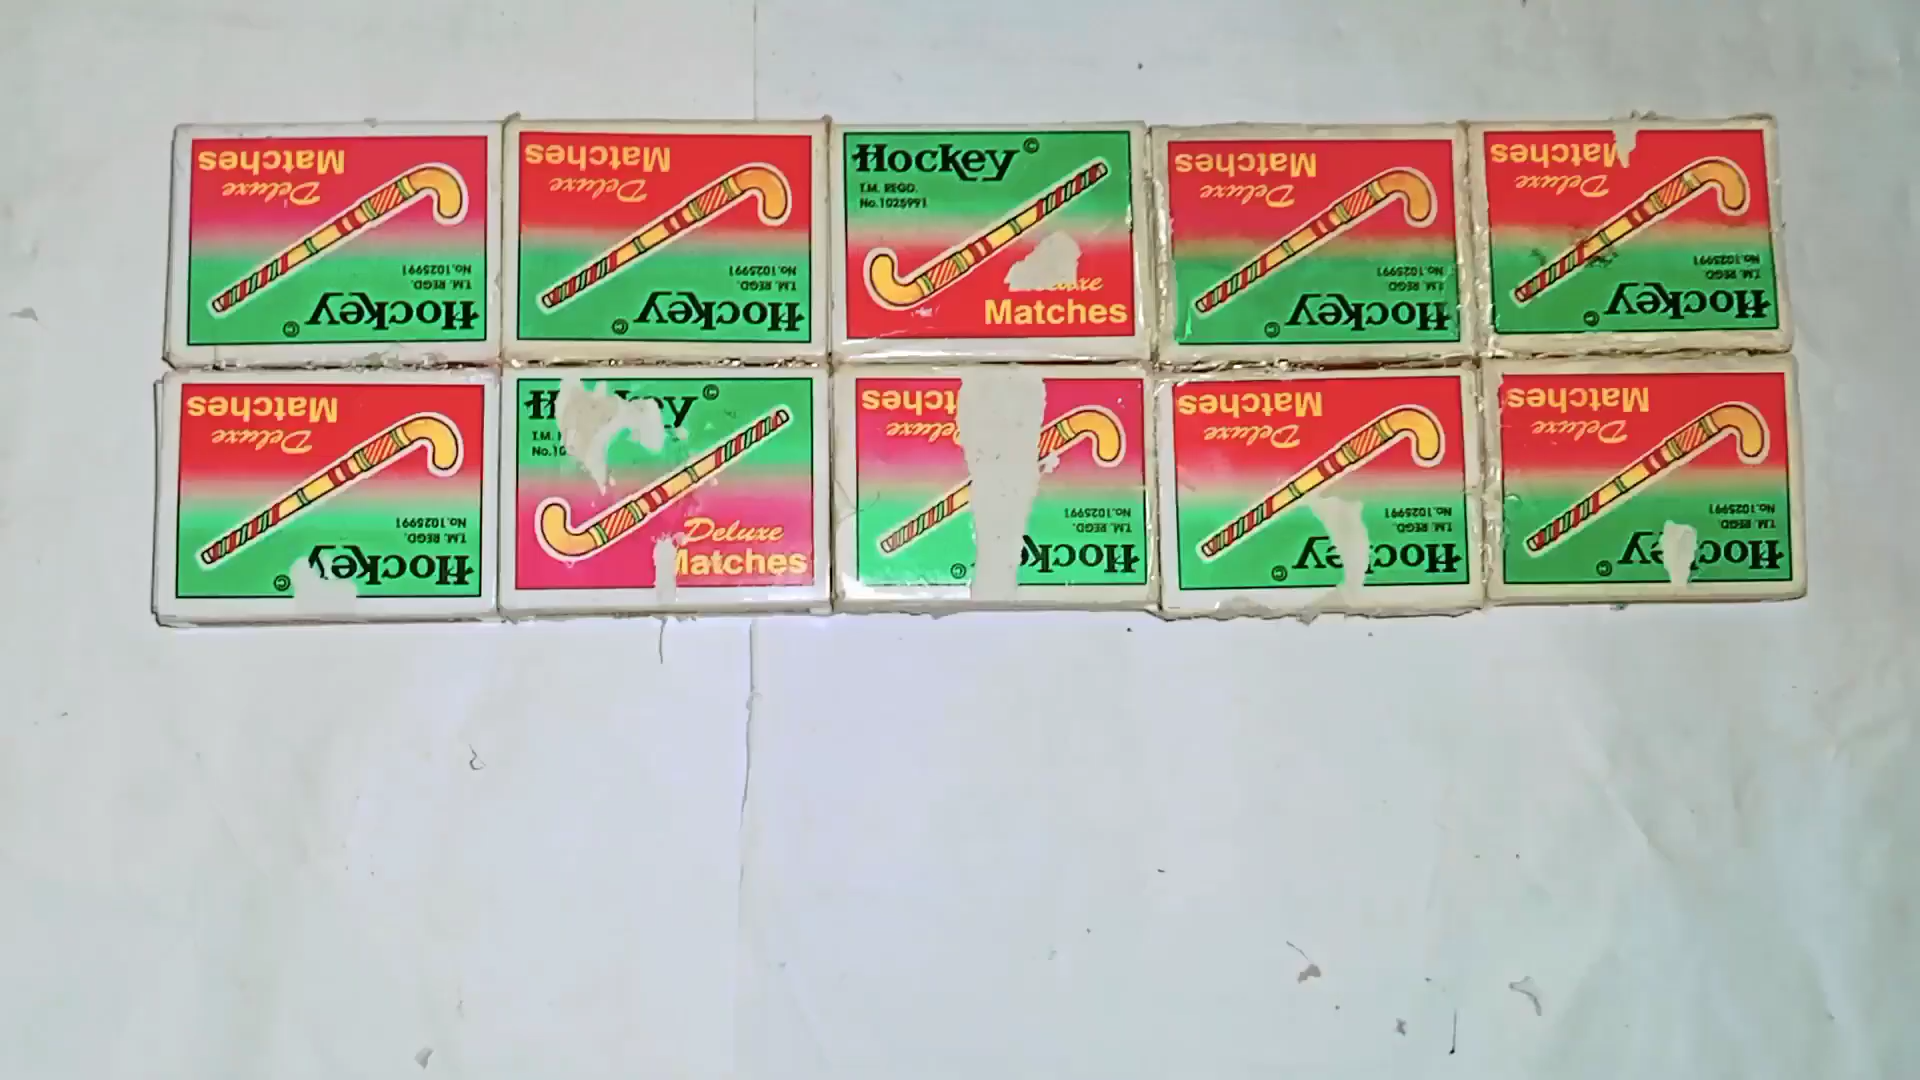 Hockey ©
T.M. REGD.
No.1025991
Deluxe
Matches
Hockey ©
T.M. REGD.
No.1025991
Deluxe
Matches
Hockey ©
T.M. REGD.
No.1025991
Matches
Hockey ©
T.M. REGD.
No.1025991
Deluxe
Matches
Hockey ©
T.M. REGD.
No.1025991
Deluxe
Matches
Hockey ©
T.M. REGD.
No.1025991
Deluxe
Matches
©
T.M.
Deluxe
Matches
©
T.M. REGD.
No.1025991
Deluxe
©
T.M. REGD.
No.1025991
Deluxe
Matches
©
T.M. REGD.
No.1025991
Deluxe
Matches